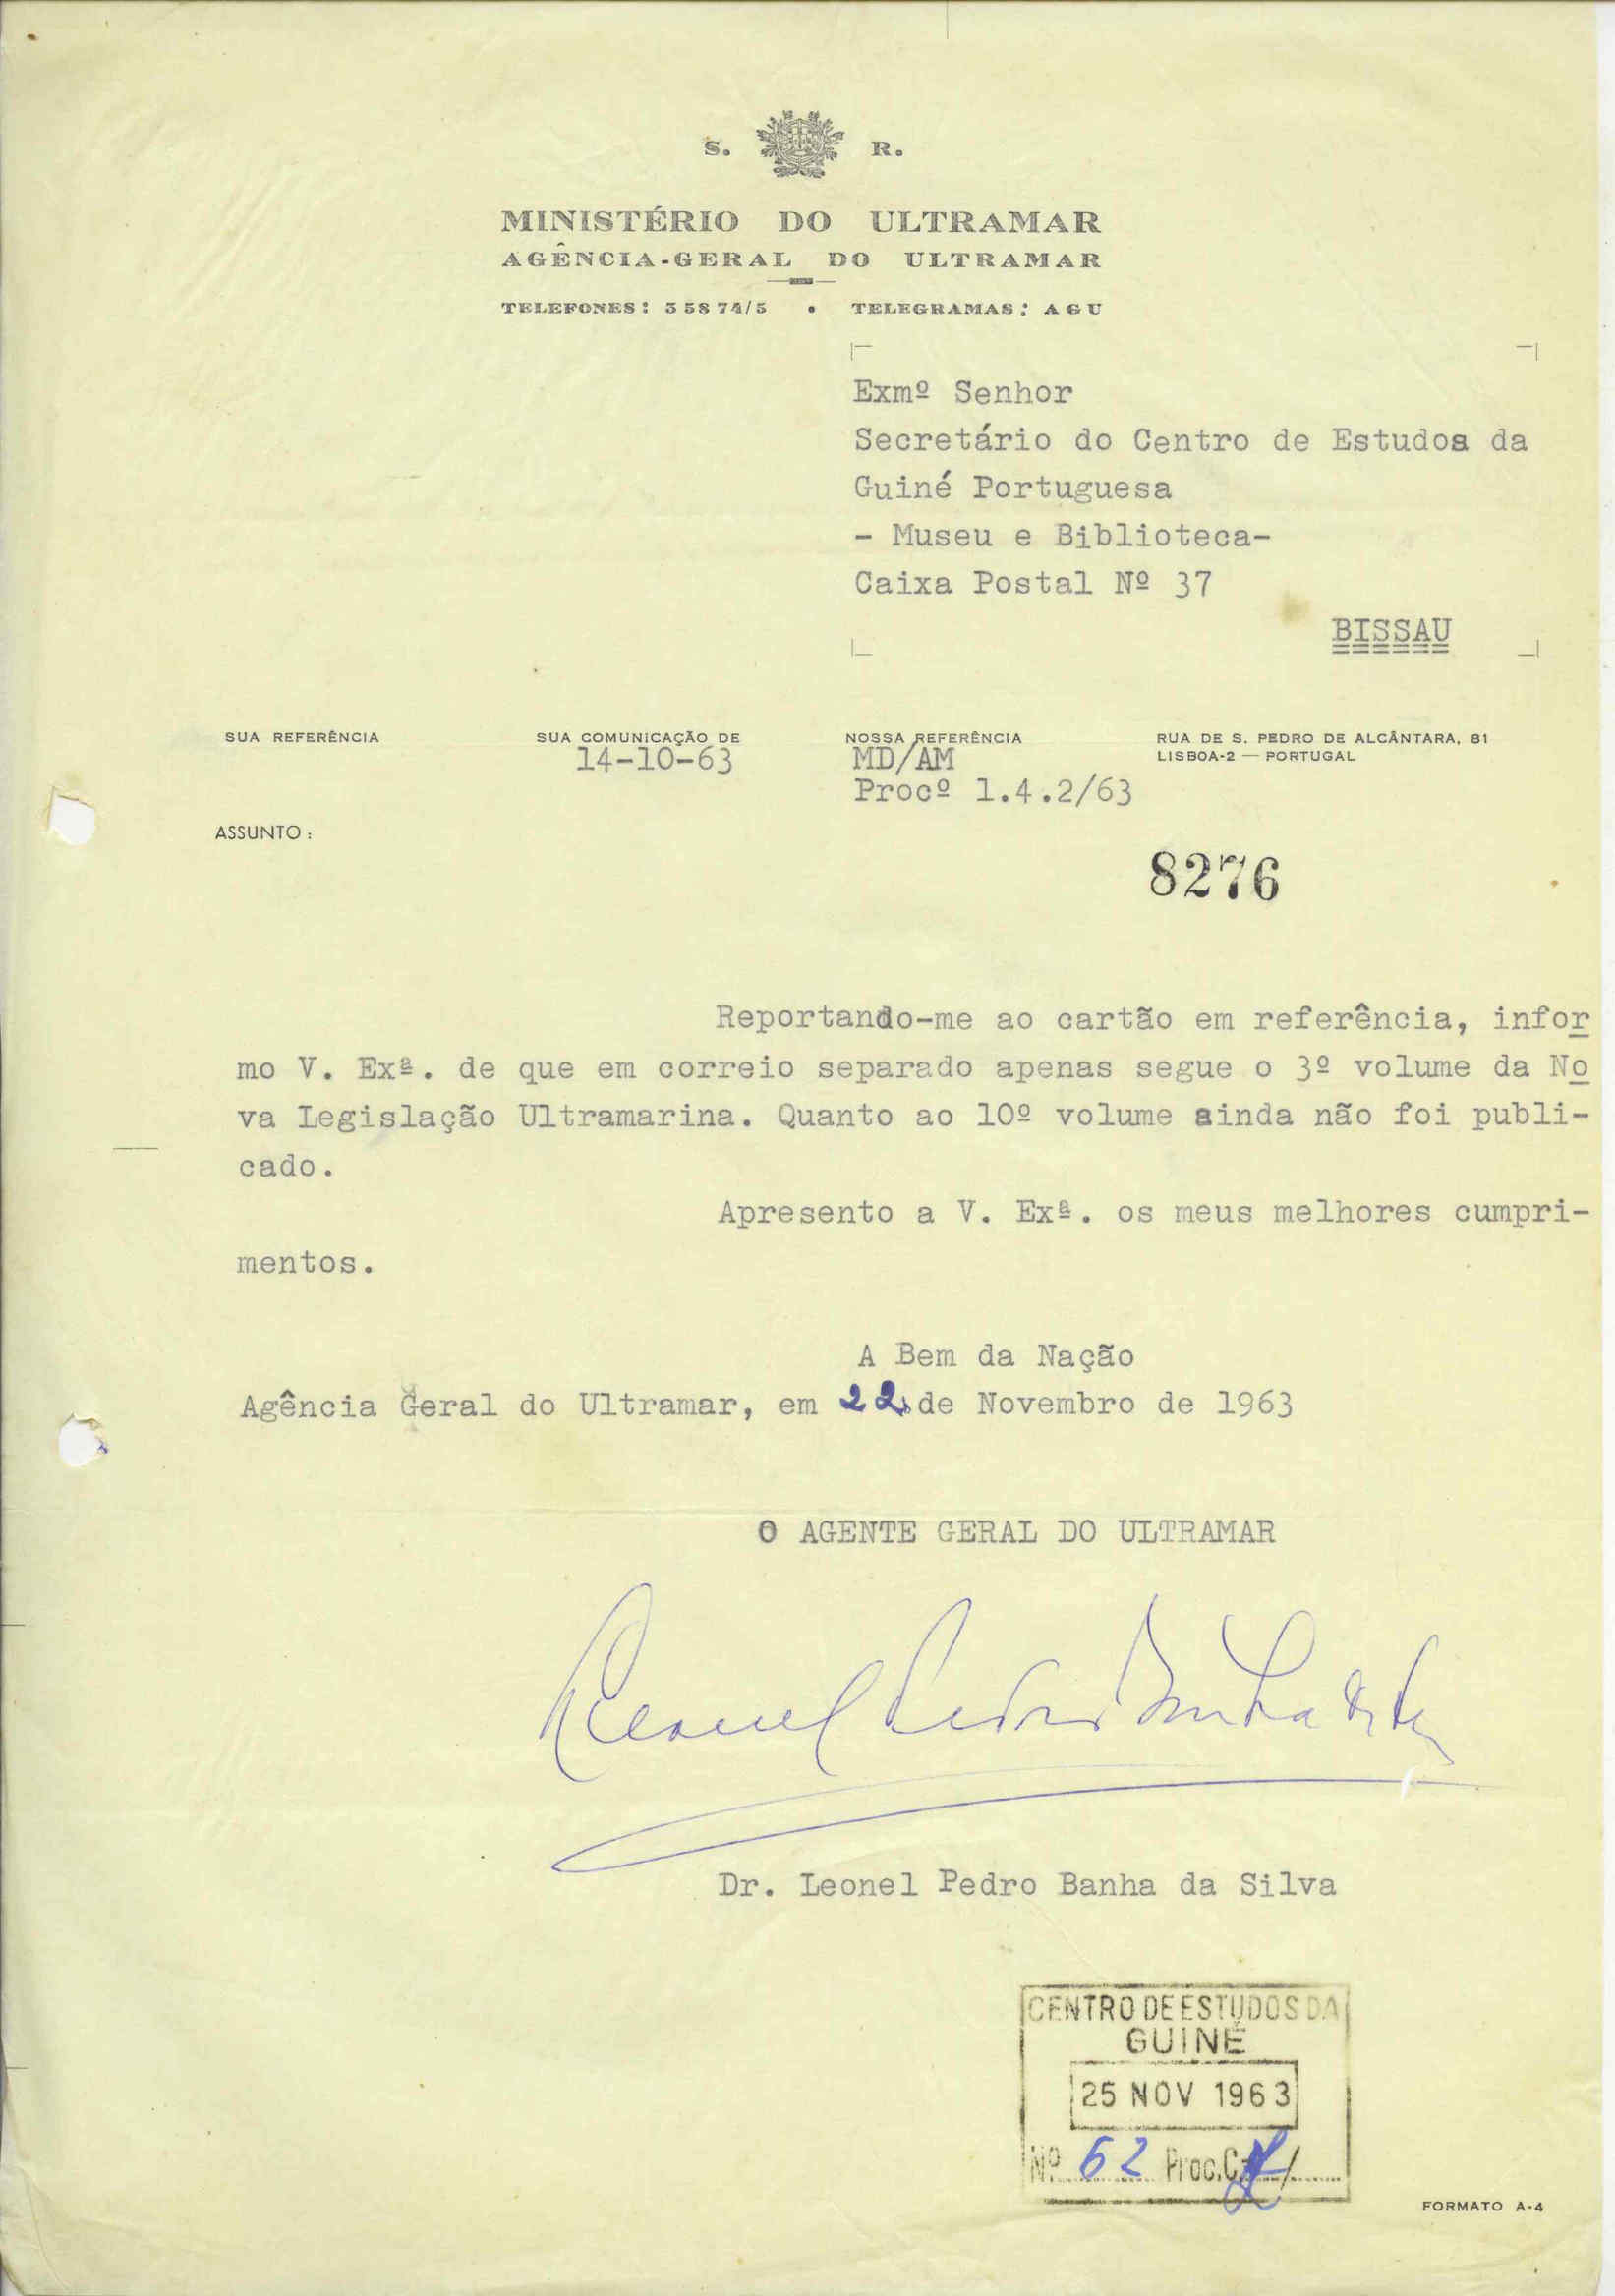 S. R.
MINISTÉRIO DO ULTRAMAR
AGÊNCIA-GERAL DO ULTRAMAR
TELEFONES: 35874/5 • TELEGRAMAS: AGU
Exmº Senhor
Secretário do Centro de Estudos da
Guiné Portuguesa
- Museu e Biblioteca-
Caixa Postal Nº 37
BISSAU
SUA REFERÊNCIA
SUA COMUNICAÇÃO DE
14-10-63
NOSSA REFERÊNCIA
MD/AM
Procº 1.4.2/63
RUA DE S. PEDRO DE ALCÂNTARA, 81
LISBOA-2 — PORTUGAL
ASSUNTO:
8276
Reportando-me ao cartão em referência, infor
mo V. Exª. de que em correio separado apenas segue o 3º volume da No
va Legislação Ultramarina. Quanto ao 10º volume ainda não foi publi-
cado.
Apresento a V. Exª. os meus melhores cumpri-
mentos.
A Bem da Nação
Agência Geral do Ultramar, em 22 de Novembro de 1963
O AGENTE GERAL DO ULTRAMAR
Leonel Pedro Banha da Silva
Dr. Leonel Pedro Banha da Silva
CENTRO DE ESTUDOS DA
GUINÉ
25 NOV 1963
Nº 62 Proc. C
FORMATO A-4